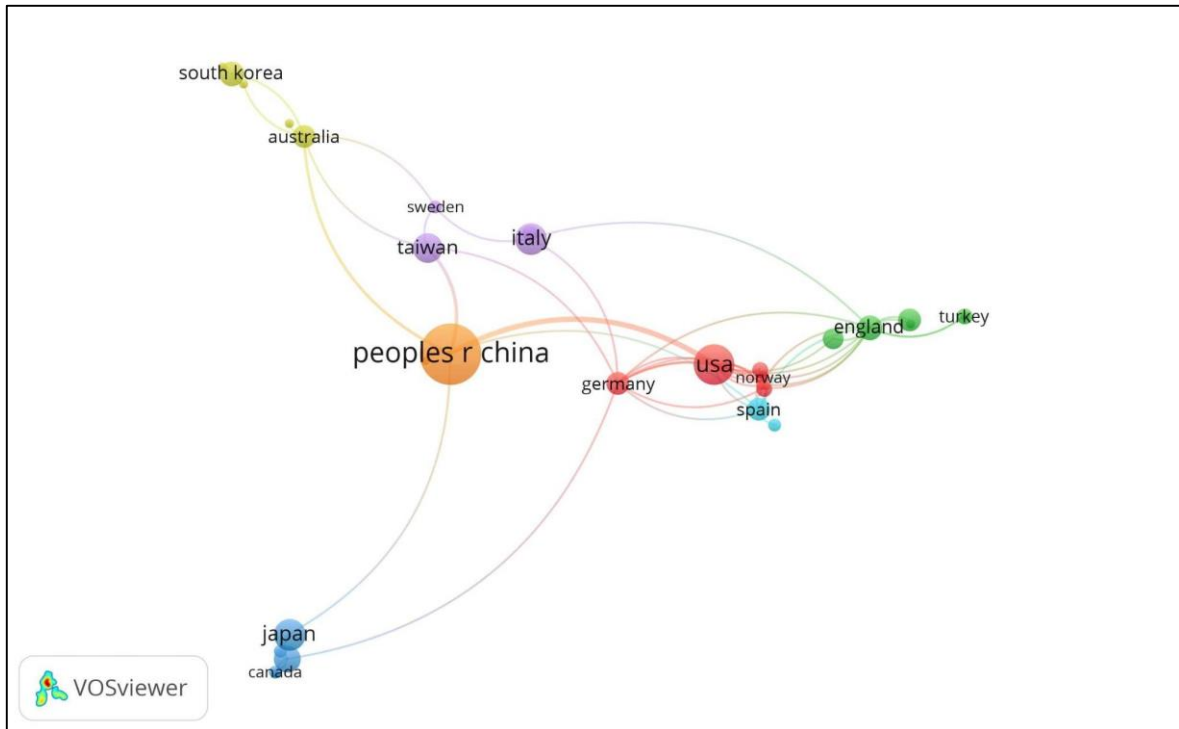 south korea
australia
sweden
taiwan
italy
england
turkey
peoples r china
usa
germany
norway
spain
japan
canada
VOSviewer